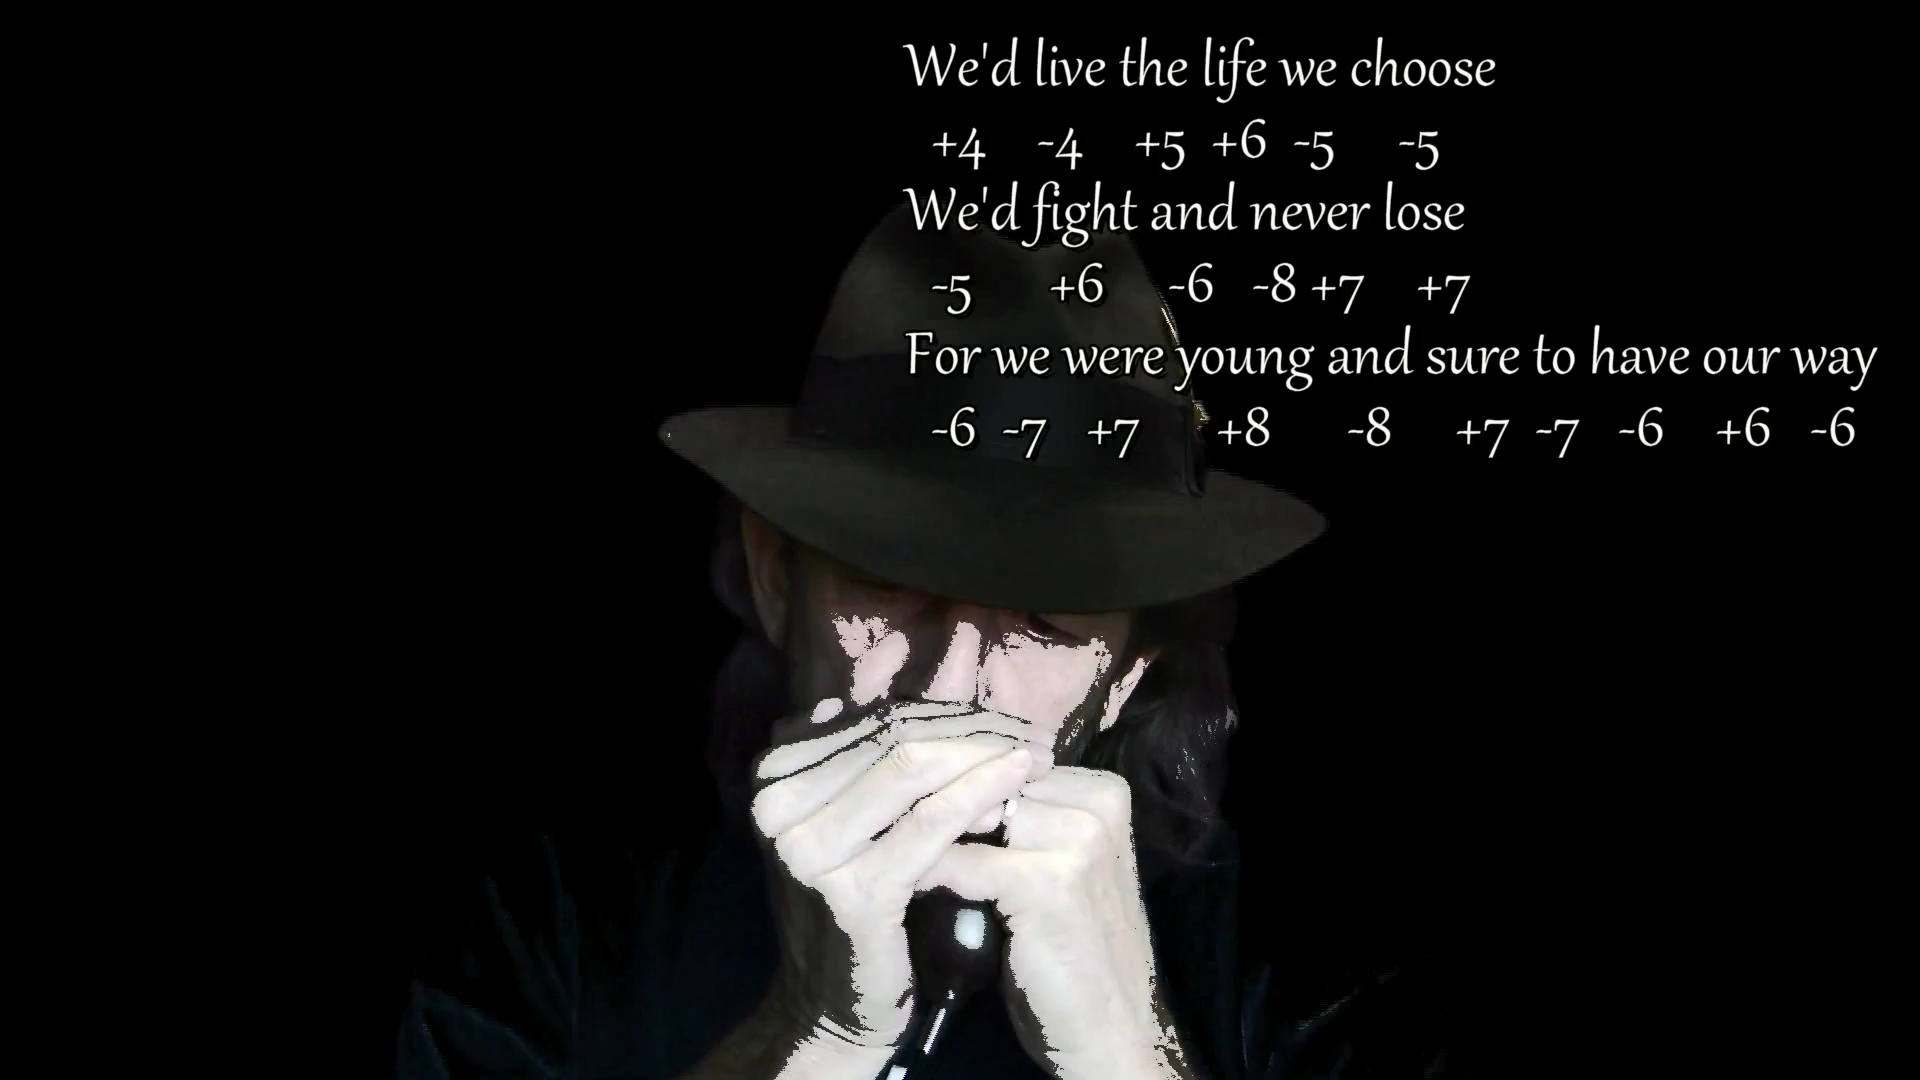 We'd live the life we choose
+4 -4 +5 +6 -5 -5
We'd fight and never lose
-5 +6 -6 -8 +7 +7
For we were young and sure to have our way
-6 -7 +7 +8 -8 +7 -7 -6 +6 -6